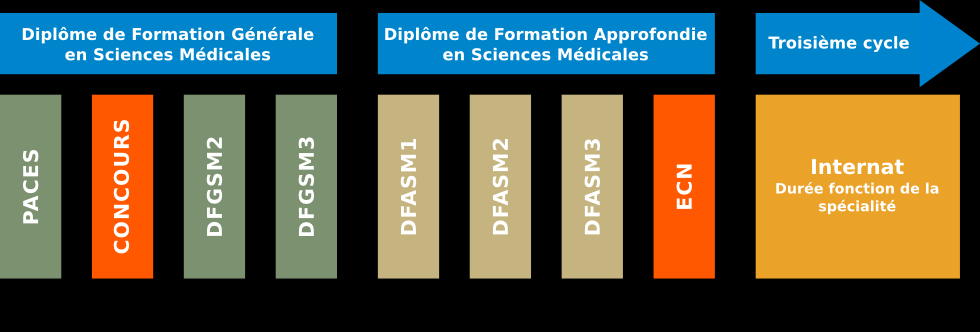 Diplôme de Formation Générale
en Sciences Médicales
Diplôme de Formation Approfondie
en Sciences Médicales
Troisième cycle
PACES
CONCOURS
DFGSM2
DFGSM3
DFASM1
DFASM2
DFASM3
ECN
Internat
Durée fonction de la
spécialité